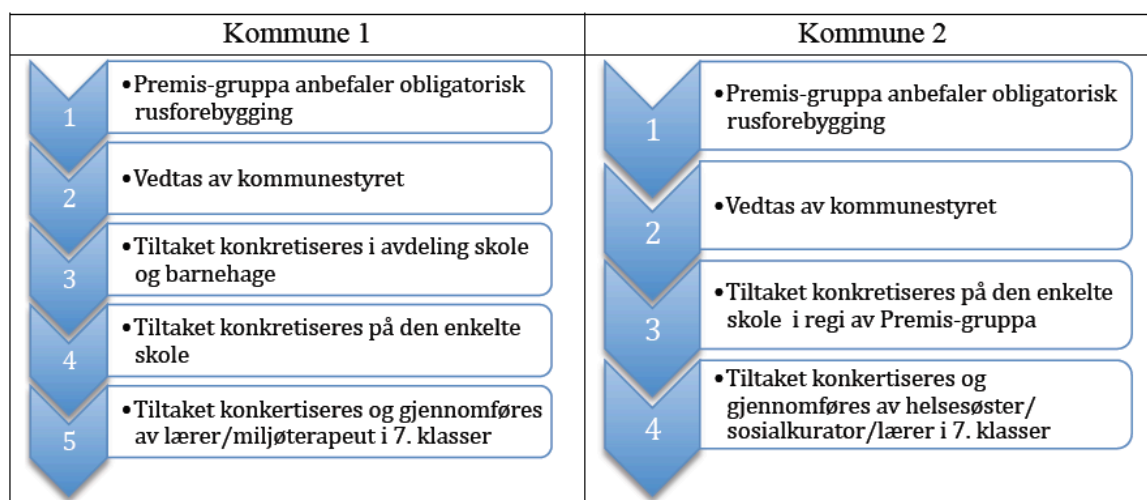 Kommune 1
1
•Premis-gruppa anbefaler obligatorisk
rusforebygging
2
•Vedtas av kommunestyret
3
•Tiltaket konkretiseres i avdeling skole
og barnehage
4
•Tiltaket konkretiseres på den enkelte
skole
5
•Tiltaket konkertiseres og gjennomføres
av lærer/miljøterapeut i 7. klasser
Kommune 2
1
•Premis-gruppa anbefaler obligatorisk
rusforebygging
2
•Vedtas av kommunestyret
3
•Tiltaket konkretiseres på den enkelte
skole i regi av Premis-gruppa
4
•Tiltaket konkertiseres og
gjennomføres av helsesøster/
sosialkurator/lærer i 7. klasser